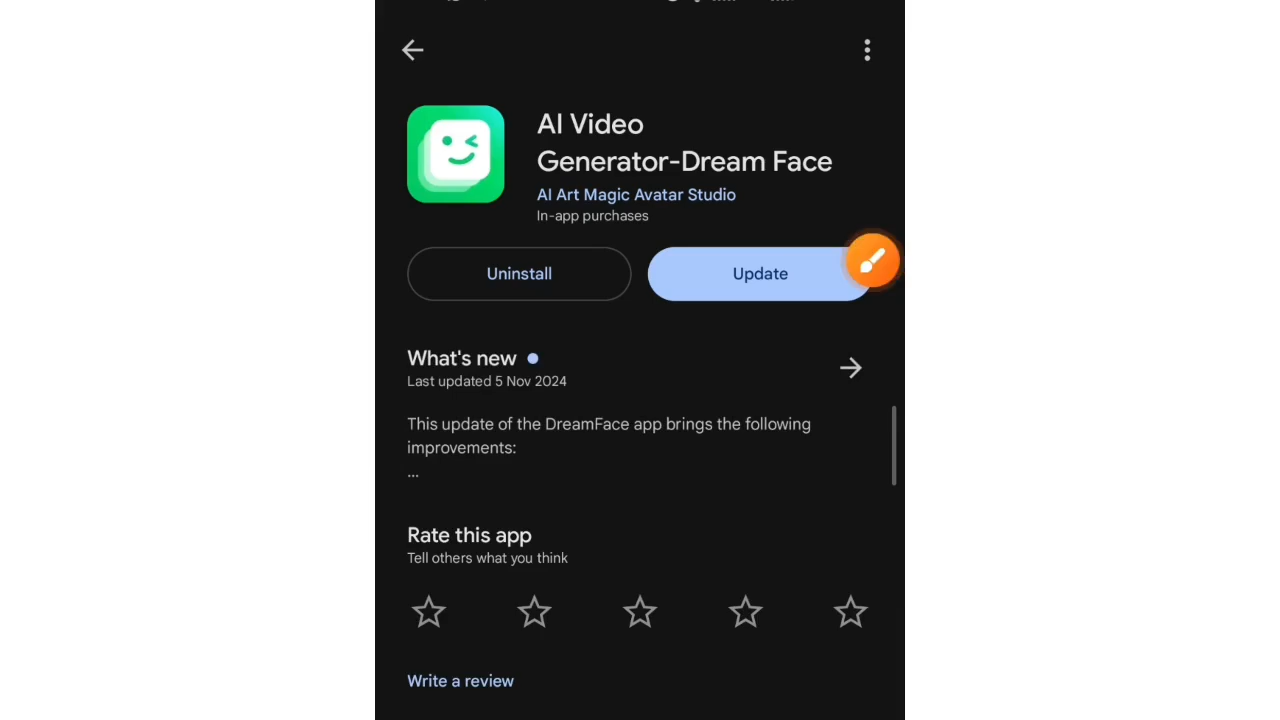 AI Video
Generator-Dream Face
AI Art Magic Avatar Studio
In-app purchases
Uninstall
Update
What's new
Last updated 5 Nov 2024
This update of the DreamFace app brings the following
improvements:
...
Rate this app
Tell others what you think
Write a review